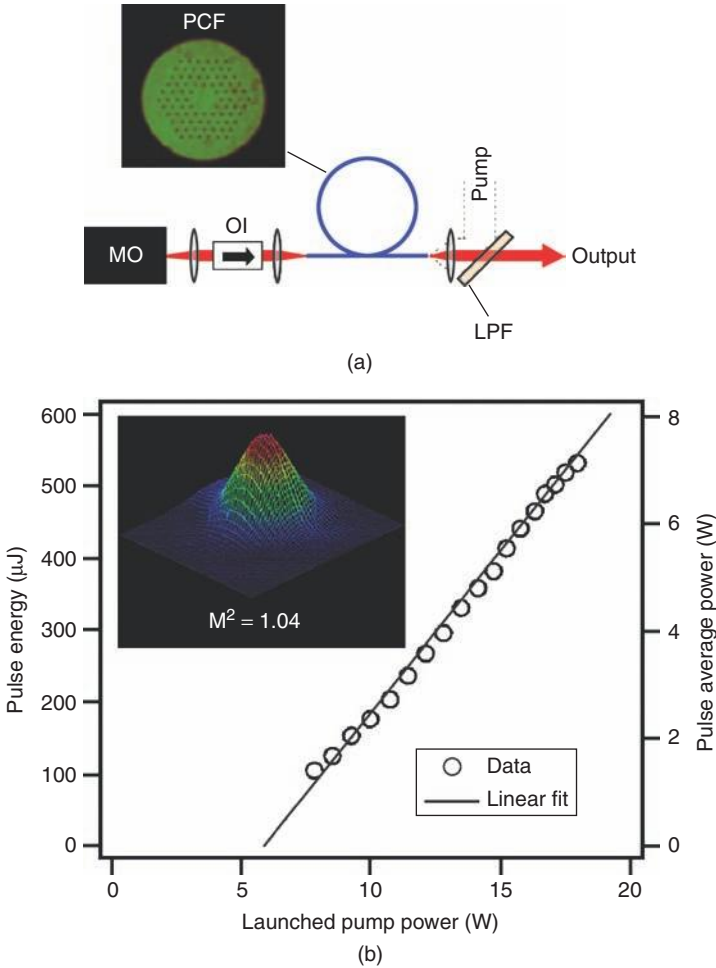 PCF
Pump
OI
MO
Output
LPF
(a)
600
500
400
300
200
100
0
Pulse energy (µJ)
M² = 1.04
Data
Linear fit
8
6
4
2
0
Pulse average power (W)
0
5
10
15
20
Launched pump power (W)
(b)